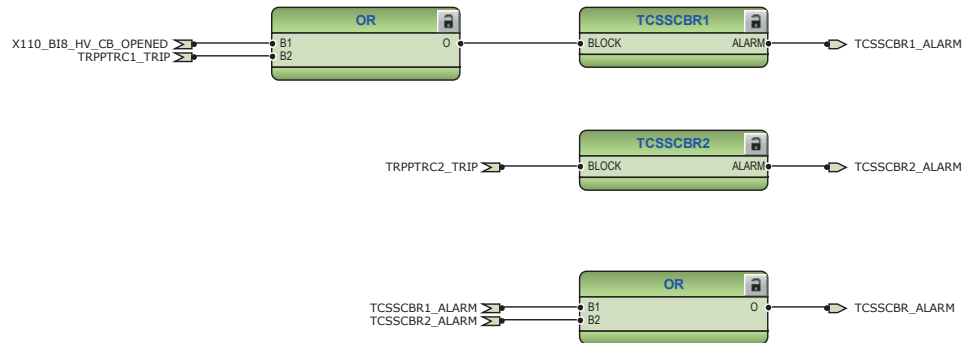 OR
TCSSCBR1
X110_BI8_HV_CB_OPENED
B1
O
BLOCK
ALARM
TCSSCBR1_ALARM
TRPPTRC1_TRIP
B2
TCSSCBR2
TRPPTRC2_TRIP
BLOCK
ALARM
TCSSCBR2_ALARM
OR
TCSSCBR1_ALARM
B1
O
TCSSCBR_ALARM
TCSSCBR2_ALARM
B2